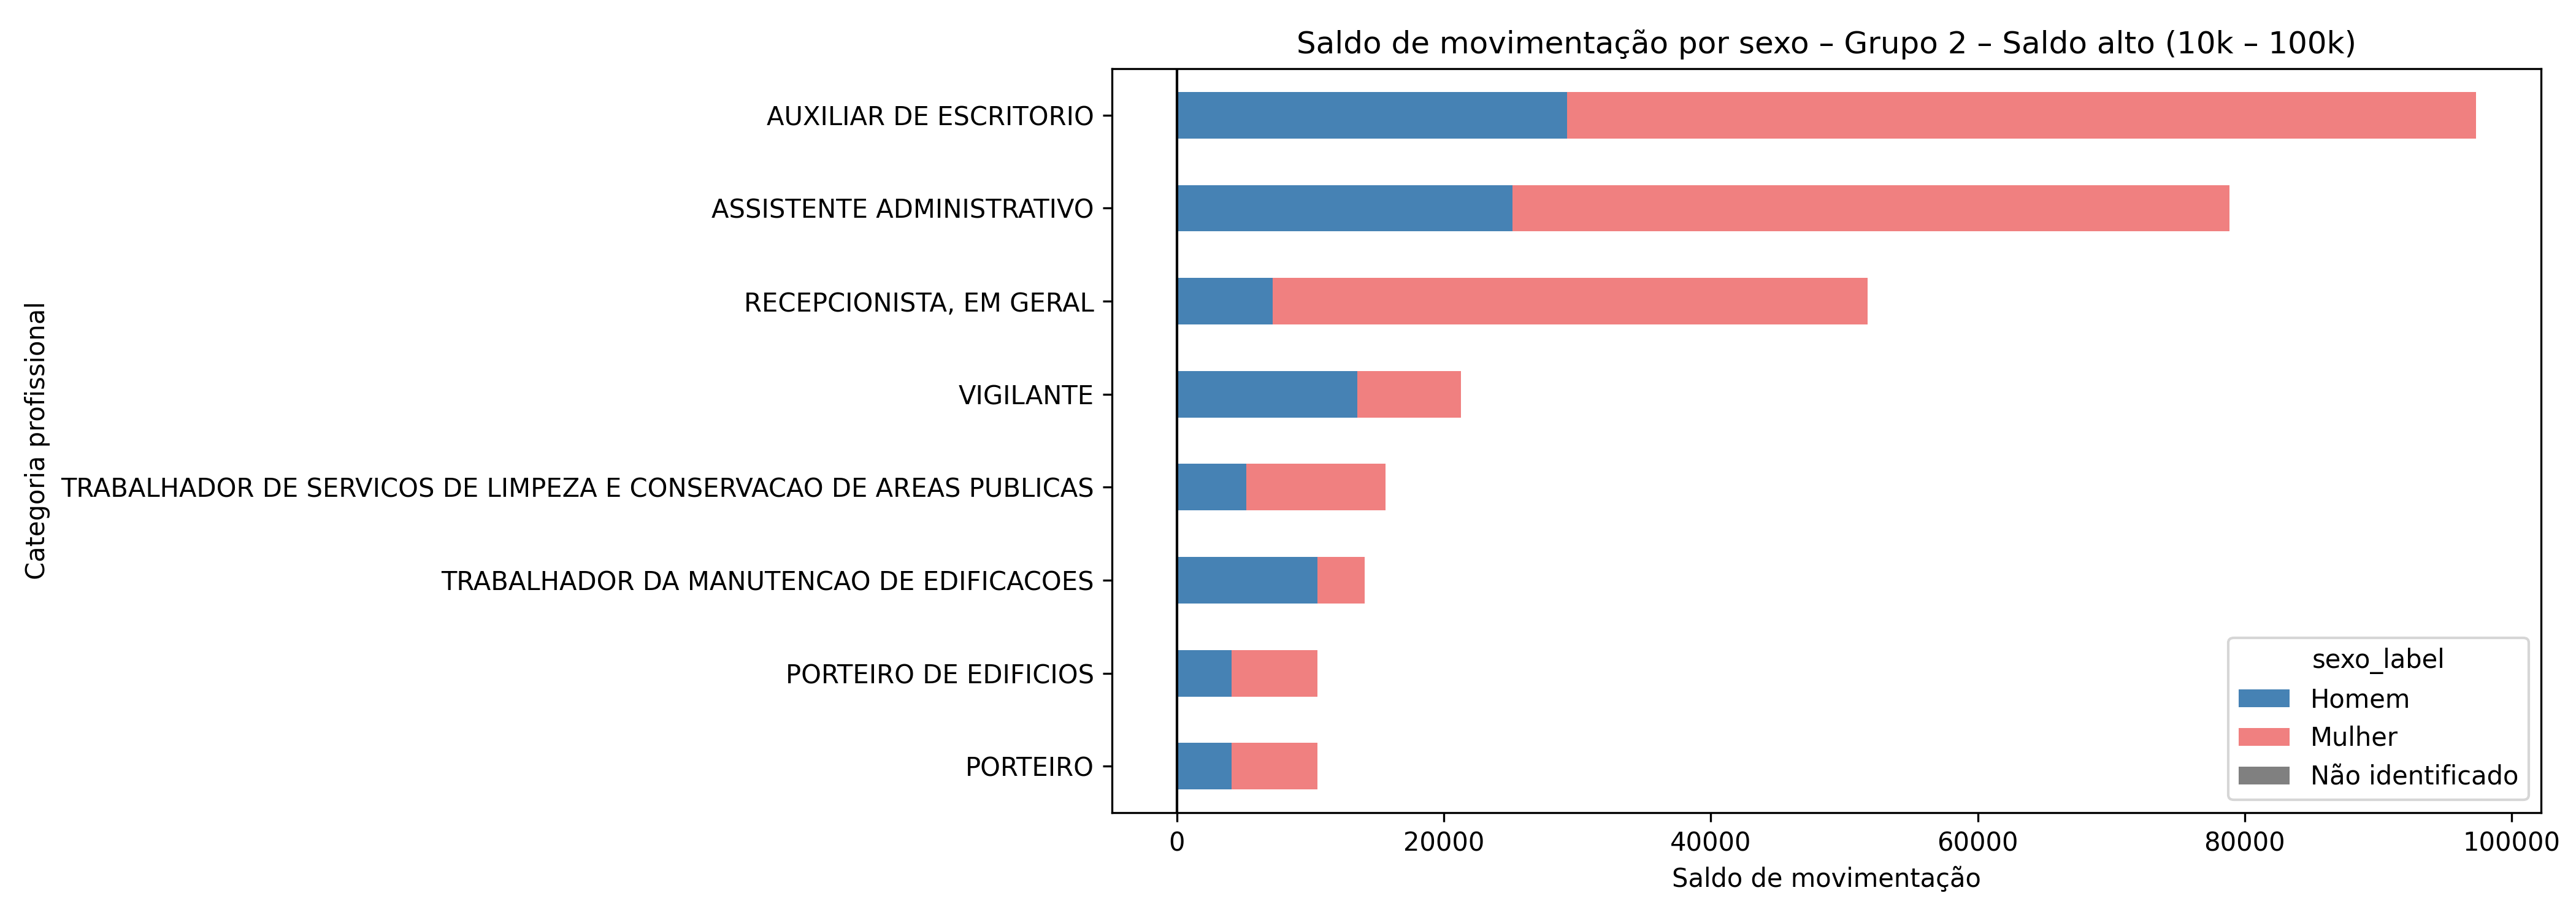 Saldo de movimentação por sexo – Grupo 2 – Saldo alto (10k – 100k)
Categoria profissional
AUXILIAR DE ESCRITORIO
ASSISTENTE ADMINISTRATIVO
RECEPCIONISTA, EM GERAL
VIGILANTE
TRABALHADOR DE SERVICOS DE LIMPEZA E CONSERVACAO DE AREAS PUBLICAS
TRABALHADOR DA MANUTENCAO DE EDIFICACOES
PORTEIRO DE EDIFICIOS
PORTEIRO
sexo_label
Homem
Mulher
Não identificado
0 20000 40000 60000 80000 100000
Saldo de movimentação